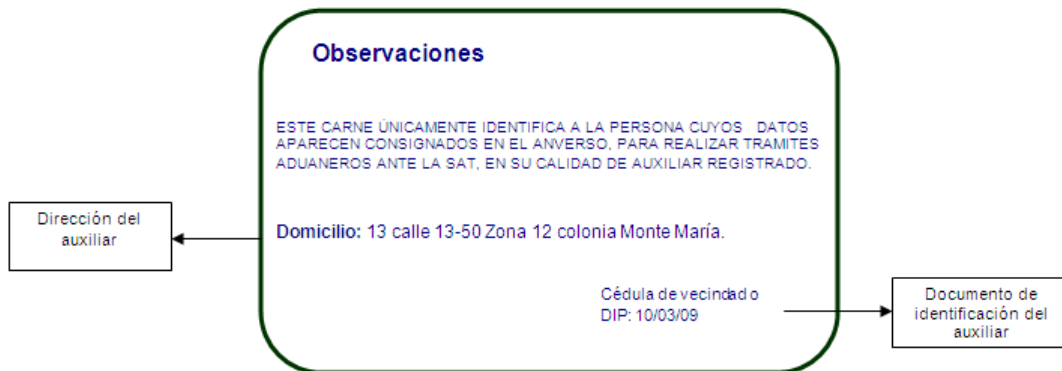 Observaciones
ESTE CARNE ÚNICAMENTE IDENTIFICA A LA PERSONA CUYOS DATOS
APARECEN CONSIGNADOS EN EL ANVERSO, PARA REALIZAR TRAMITES
ADUANEROS ANTE LA SAT, EN SU CALIDAD DE AUXILIAR REGISTRADO.
Dirección del
auxiliar
Domicilio: 13 calle 13-50 Zona 12 colonia Monte María.
Cédula de vecindad o
DIP: 10/03/09
Documento de
identificación del
auxiliar